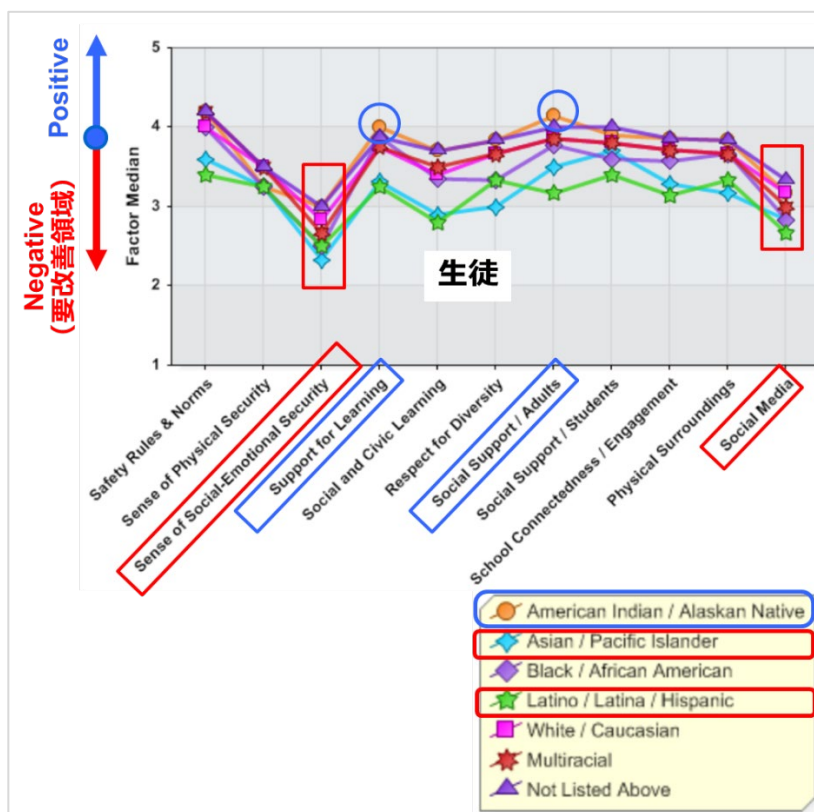 Positive
Negative
(要改善領域)
Factor Median
5
4
3
2
1
生徒
Safety Rules & Norms
Sense of Physical Security
Sense of Social-Emotional Security
Support for Learning
Social and Civic Learning
Respect for Diversity
Social Support / Adults
Social Support / Students
School Connectedness / Engagement
Physical Surroundings
Social Media
American Indian / Alaskan Native
Asian / Pacific Islander
Black / African American
Latino / Latina / Hispanic
White / Caucasian
Multiracial
Not Listed Above